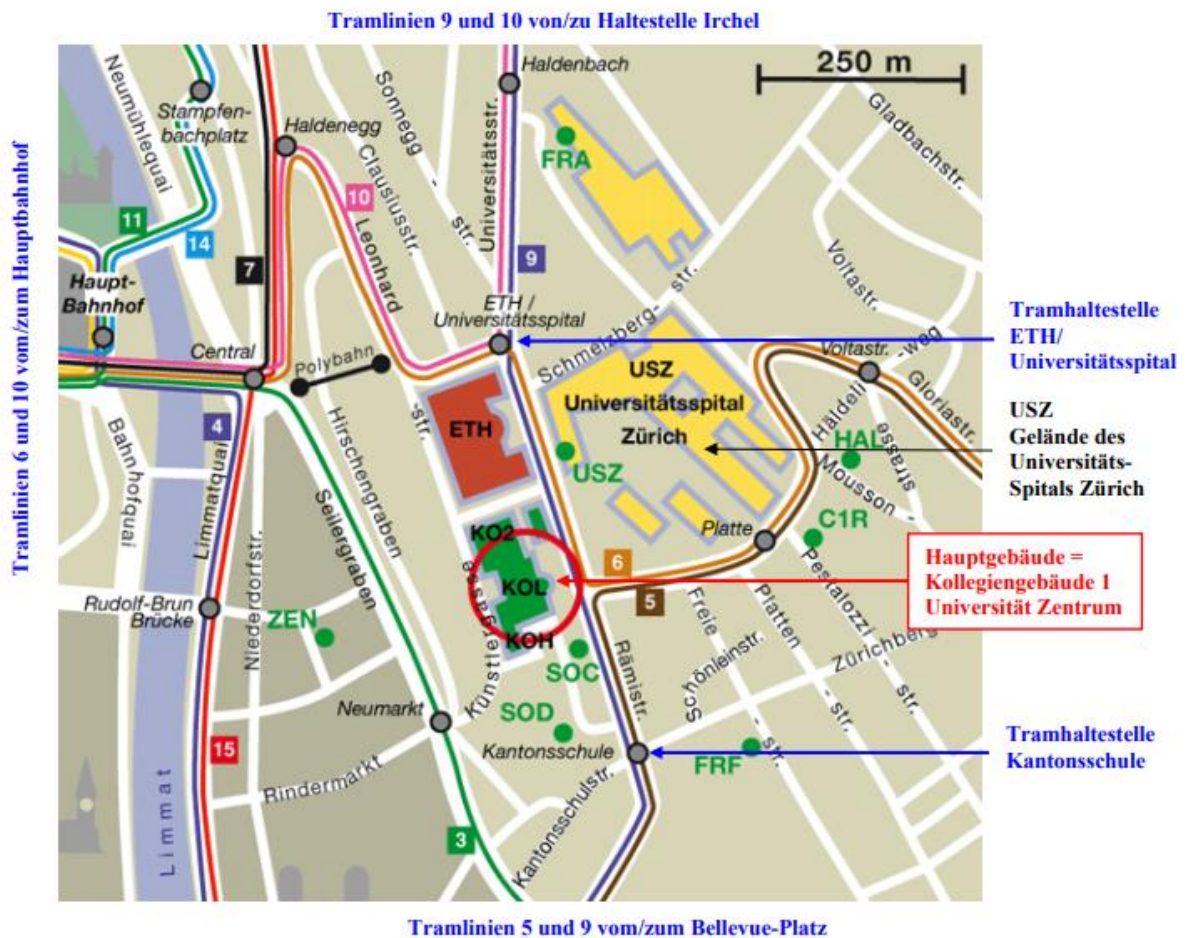 Tramlinien 9 und 10 von/zu Haltestelle Irchel
Tramlinien 6 und 10 vom/zum Hauptbahnhof
250 m
Haldenbach
Neumühlequai
Stampfen-
bachplatz
Haldenegg
Sonnegg
-
str.
Clausiusstr.
Universitätsstr.
FRA
Gladbachstr.
10
Leonhard
-str.
11
14
7
9
Haupt-
Bahnhof
ETH /
Universitätsspital
Voltastr.
Schmelzberg-
str.
Central
Polybahn
USZ
Universitätsspital
Zürich
Voltastr.
Häldeli
-weg
Gloriastr.
Tramhaltestelle
ETH/
Universitätsspital
USZ
Gelände des
Universitäts-
Spitals Zürich
4
ETH
USZ
HAL
Mousson
-
strasse
Bahnhofquai
Limmatquai
Hirschengraben
Seilergraben
C1R
Platte
KO2
KOL
KOH
6
5
Hauptgebäude =
Kollegiengebäude 1
Universität Zentrum
Rudolf-Brun
Brücke
Niederdorfstr.
ZEN
Künstlergasse
SOC
Rämistr.
Freie
-
str.
Platten
-
str.
Pestalozzi
-
str.
Schönleinstr.
Zürichberg
Neumarkt
SOD
Kantonsschule
FRF
Tramhaltestelle
Kantonsschule
15
Rindermarkt
Kantonsschulstr.
Limmat
3
Tramlinien 5 und 9 vom/zum Bellevue-Platz